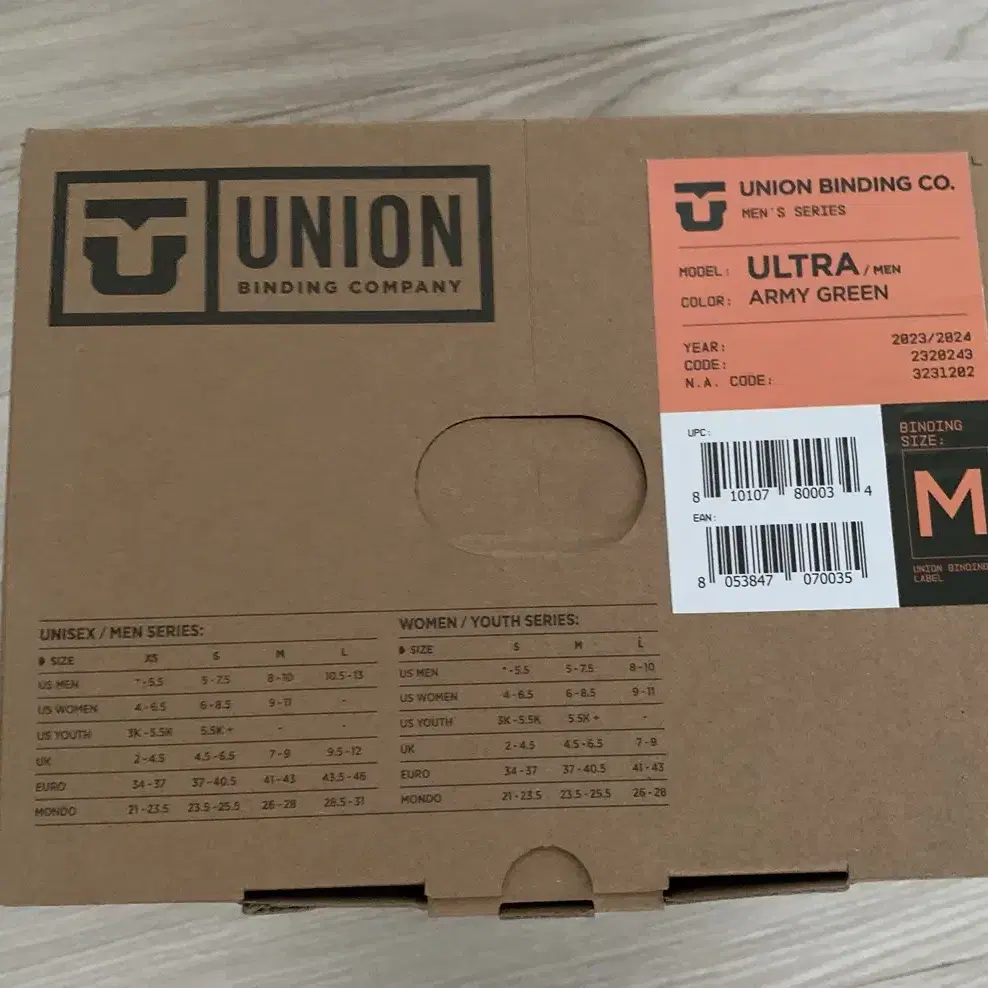 UNION
BINDING COMPANY
UNION BINDING CO.
MEN'S SERIES
MODEL: ULTRA / MEN
COLOR: ARMY GREEN
YEAR: 2023/2024
CODE: 2320243
N.A. CODE: 3231202
UPC:
8 10107 80003 4
EAN:
8 053847 070035
BINDING
SIZE:
M
UNION BINDING
LABEL
UNISEX / MEN SERIES:
SIZE XS S M L
US MEN *-5.5 5-7.5 8-10 10.5-13
US WOMEN 4-6.5 6-8.5 9-11 -
US YOUTH 3K-5.5K 5.5K+ - -
UK 2-4.5 4.5-6.5 7-9 9.5-12
EURO 34-37 37-40.5 41-43 43.5-46
MONDO 21-23.5 23.5-25.5 26-28 28.5-31
WOMEN / YOUTH SERIES:
SIZE S M L
US MEN *-5.5 5-7.5 8-10
US WOMEN 4-6.5 6-8.5 9-11
US YOUTH 3K-5.5K 5.5K+ -
UK 2-4.5 4.5-6.5 7-9
EURO 34-37 37-40.5 41-43
MONDO 21-23.5 23.5-25.5 26-28